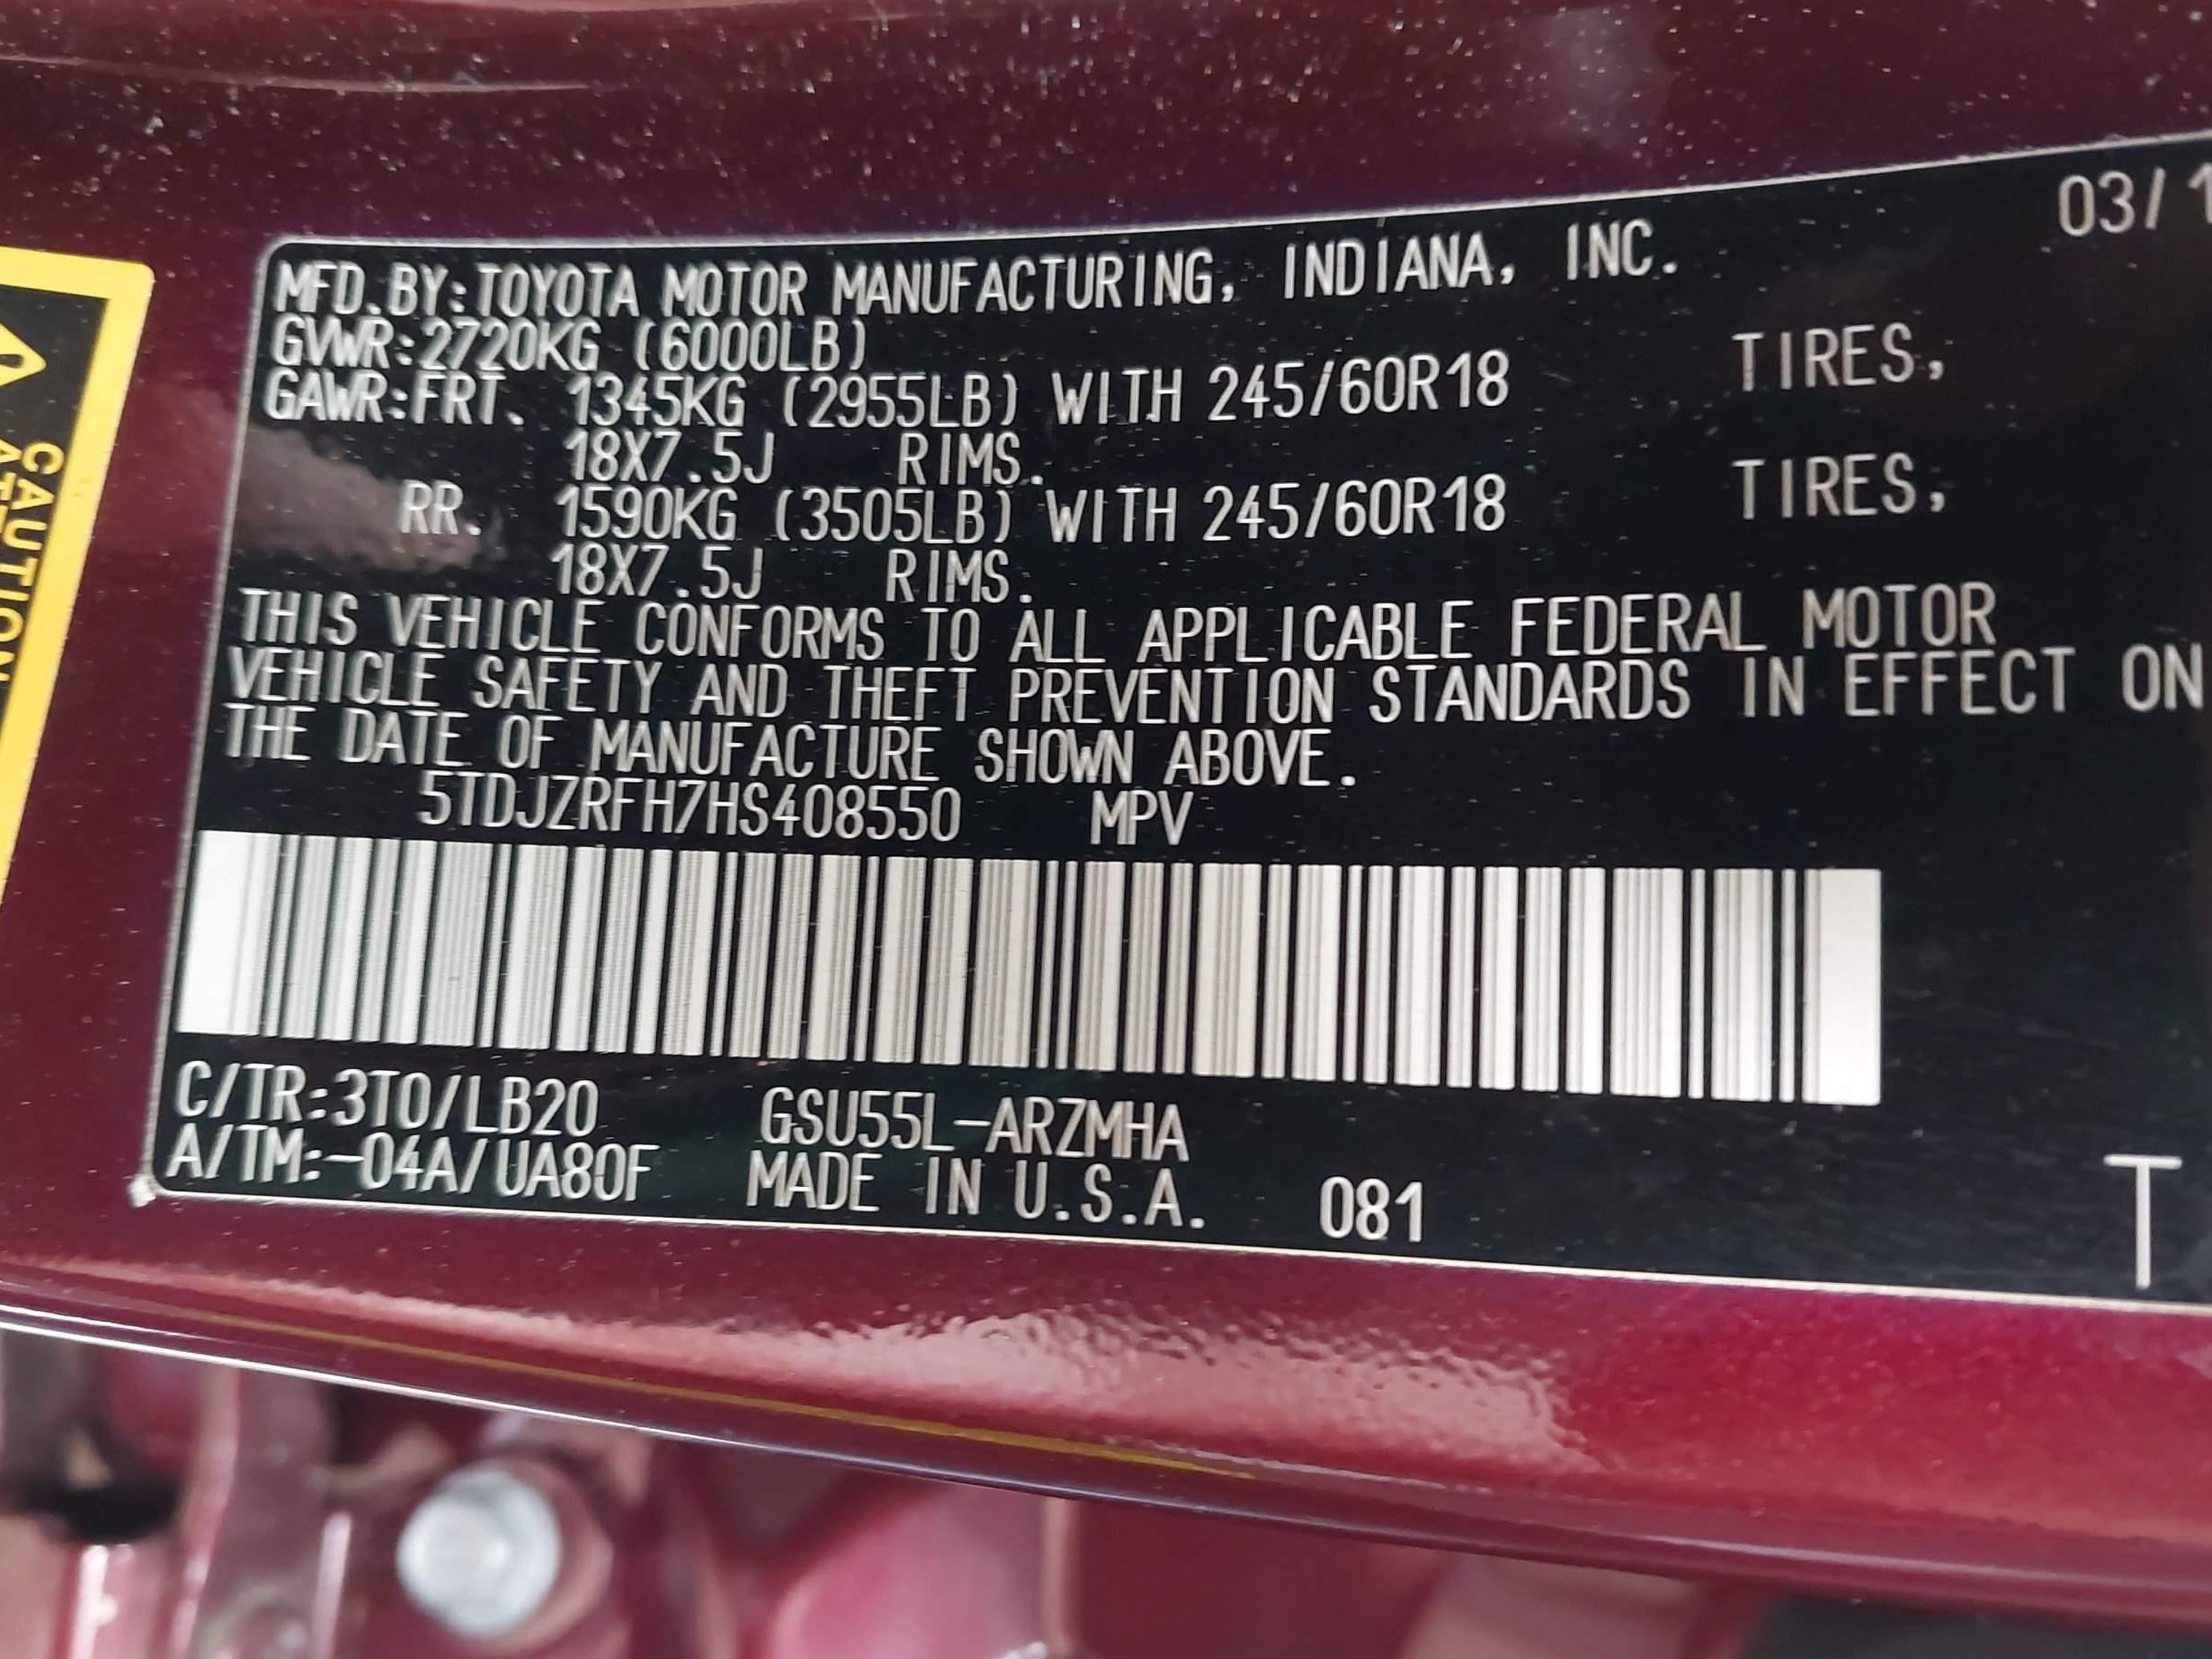 03/1
MFD.BY:TOYOTA MOTOR MANUFACTURING, INDIANA, INC.
GVWR:2720KG (6000LB)
GAWR:FRT. 1345KG (2955LB) WITH 245/60R18 TIRES,
18X7.5J RIMS.
RR. 1590KG (3505LB) WITH 245/60R18 TIRES,
18X7.5J RIMS.
THIS VEHICLE CONFORMS TO ALL APPLICABLE FEDERAL MOTOR
VEHICLE SAFETY AND THEFT PREVENTION STANDARDS IN EFFECT ON
THE DATE OF MANUFACTURE SHOWN ABOVE.
5TDJZRFH7HS408550 MPV
C/TR:3T0/LB20 GSU55L-ARZMHA
A/TM:-04A/UA80F MADE IN U.S.A. 081
T
CAUTION